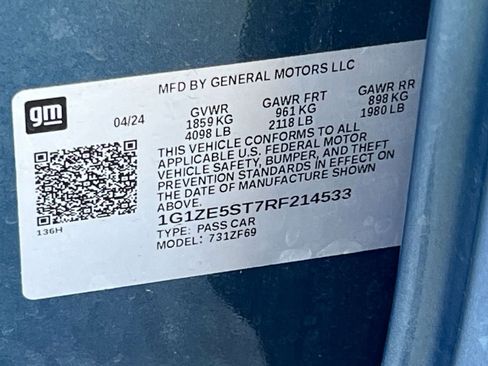 MFD BY GENERAL MOTORS LLC
gm
04/24 GVWR GAWR FRT GAWR RR
1859 KG 961 KG 898 KG
4098 LB 2118 LB 1980 LB
THIS VEHICLE CONFORMS TO ALL
APPLICABLE U.S. FEDERAL MOTOR
VEHICLE SAFETY, BUMPER, AND THEFT
PREVENTION STANDARDS IN EFFECT ON
THE DATE OF MANUFACTURE SHOWN
ABOVE.
1G1ZE5ST7RF214533
TYPE: PASS CAR
MODEL: 731ZF69
136H